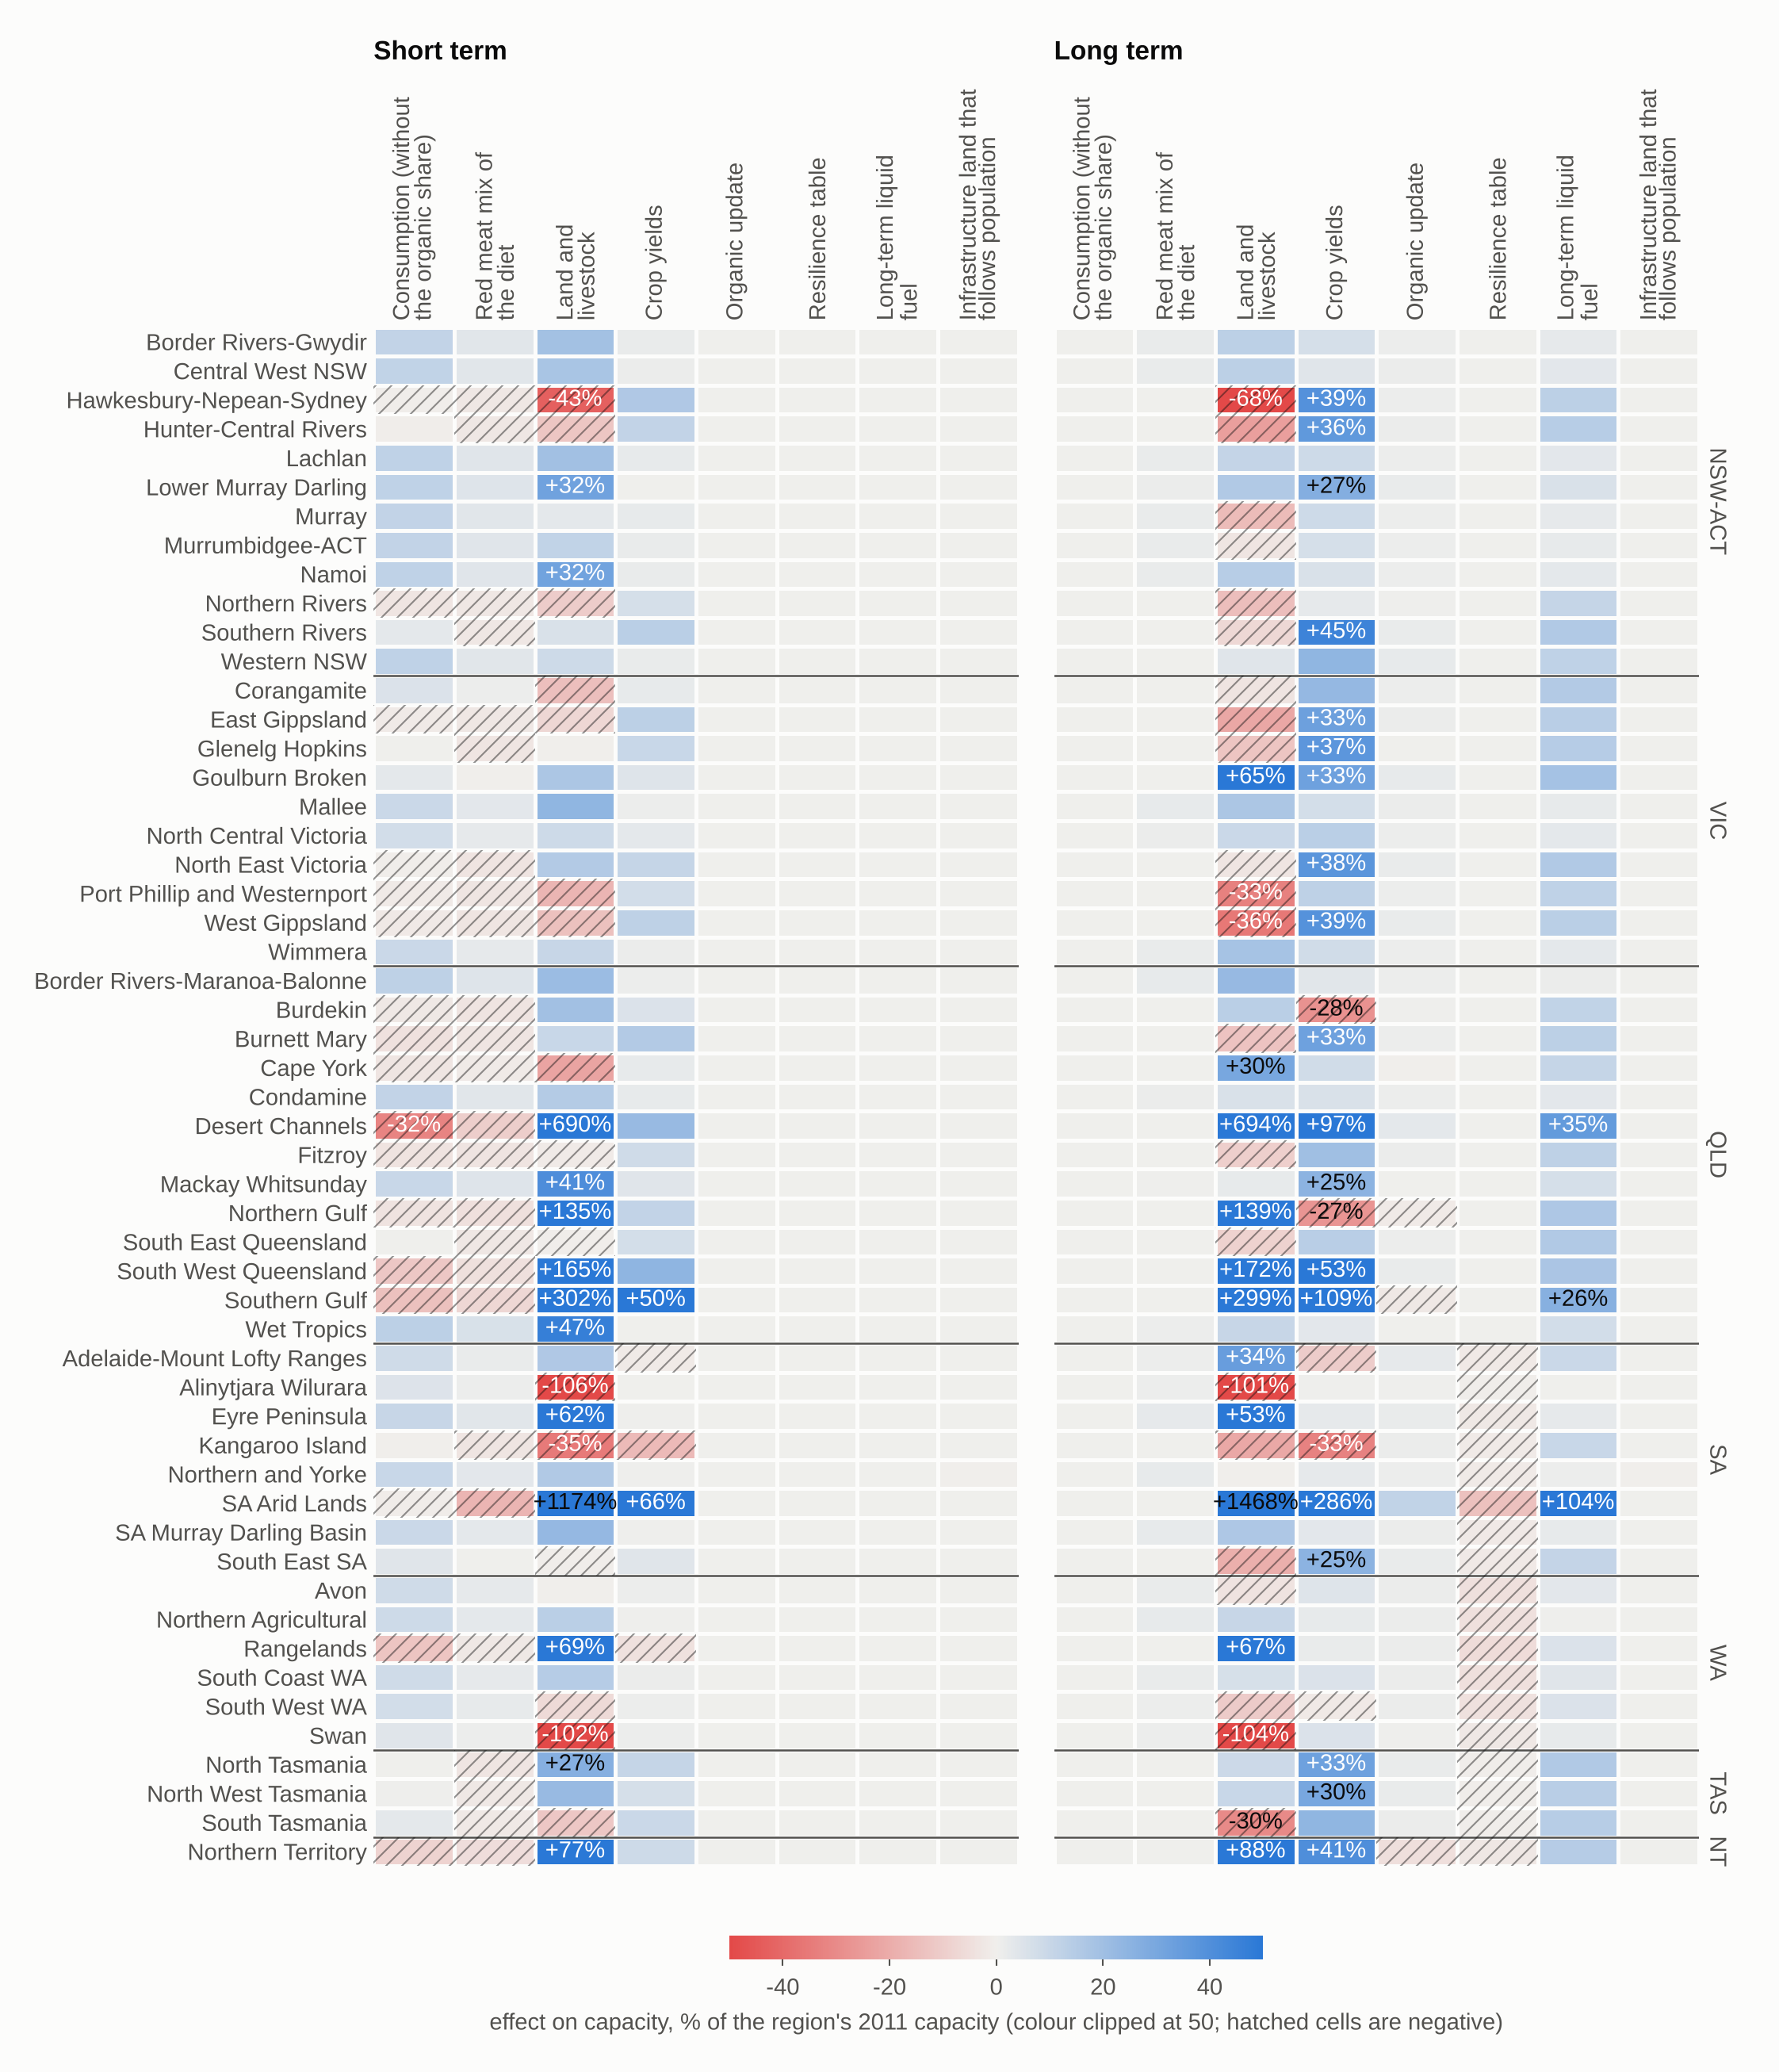 Short term
Long term
Consumption (without
the organic share)
Red meat mix of
the diet
Land and
livestock
Crop yields
Organic update
Resilience table
Long-term liquid
fuel
Infrastructure land that
follows population
Consumption (without
the organic share)
Red meat mix of
the diet
Land and
livestock
Crop yields
Organic update
Resilience table
Long-term liquid
fuel
Infrastructure land that
follows population
Border Rivers-Gwydir
Central West NSW
Hawkesbury-Nepean-Sydney -43% -68% +39%
Hunter-Central Rivers +36%
Lachlan
Lower Murray Darling +32% +27%
Murray
Murrumbidgee-ACT
Namoi +32%
Northern Rivers
Southern Rivers +45%
Western NSW
NSW-ACT
Corangamite
East Gippsland +33%
Glenelg Hopkins +37%
Goulburn Broken +65% +33%
Mallee
North Central Victoria
North East Victoria +38%
Port Phillip and Westernport -33%
West Gippsland -36% +39%
Wimmera
VIC
Border Rivers-Maranoa-Balonne
Burdekin -28%
Burnett Mary +33%
Cape York +30%
Condamine
Desert Channels -32% +690% +694% +97% +35%
Fitzroy
Mackay Whitsunday +41% +25%
Northern Gulf +135% +139% -27%
South East Queensland
South West Queensland +165% +172% +53%
Southern Gulf +302% +50% +299% +109% +26%
Wet Tropics +47%
QLD
Adelaide-Mount Lofty Ranges +34%
Alinytjara Wilurara -106% -101%
Eyre Peninsula +62% +53%
Kangaroo Island -35% -33%
Northern and Yorke
SA Arid Lands +1174% +66% +1468% +286% +104%
SA Murray Darling Basin
South East SA +25%
SA
Avon
Northern Agricultural
Rangelands +69% +67%
South Coast WA
South West WA
Swan -102% -104%
WA
North Tasmania +27% +33%
North West Tasmania +30%
South Tasmania -30%
TAS
Northern Territory +77% +88% +41%
NT
-40 -20 0 20 40
effect on capacity, % of the region's 2011 capacity (colour clipped at 50; hatched cells are negative)